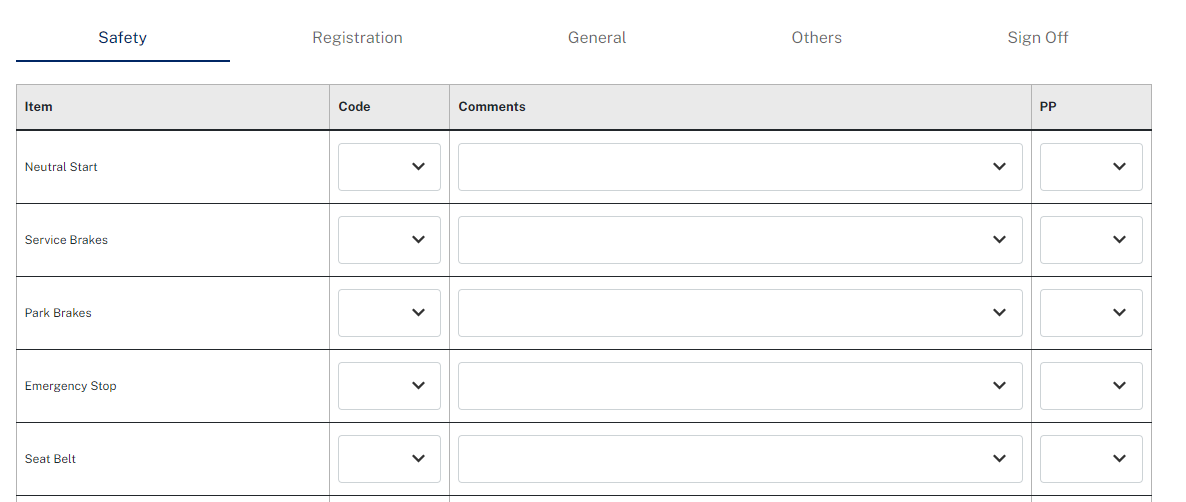 Safety Registration General Others Sign Off
Item Code Comments PP
Neutral Start
Service Brakes
Park Brakes
Emergency Stop
Seat Belt